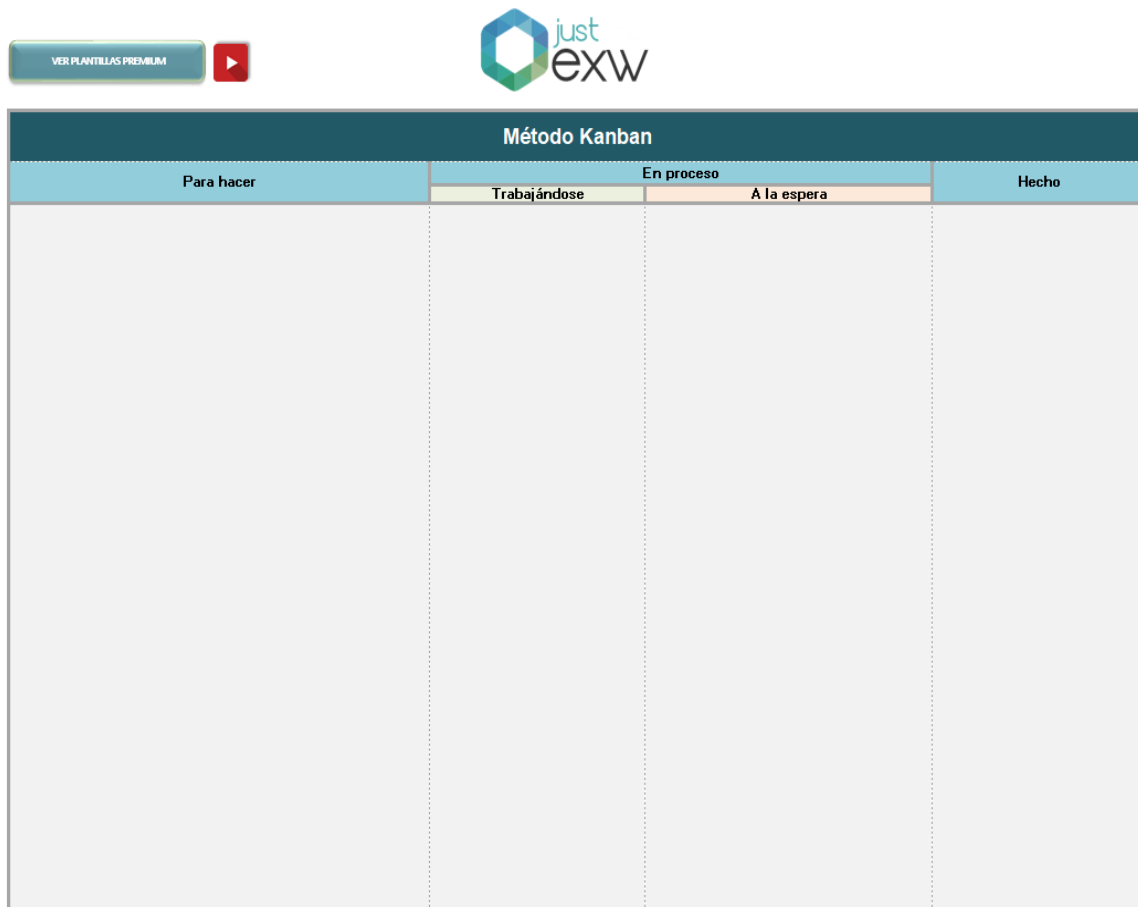 VER PLANTILLAS PREMIUM
just
exw
Método Kanban
Para hacer
En proceso
Hecho
Trabajándose
A la espera